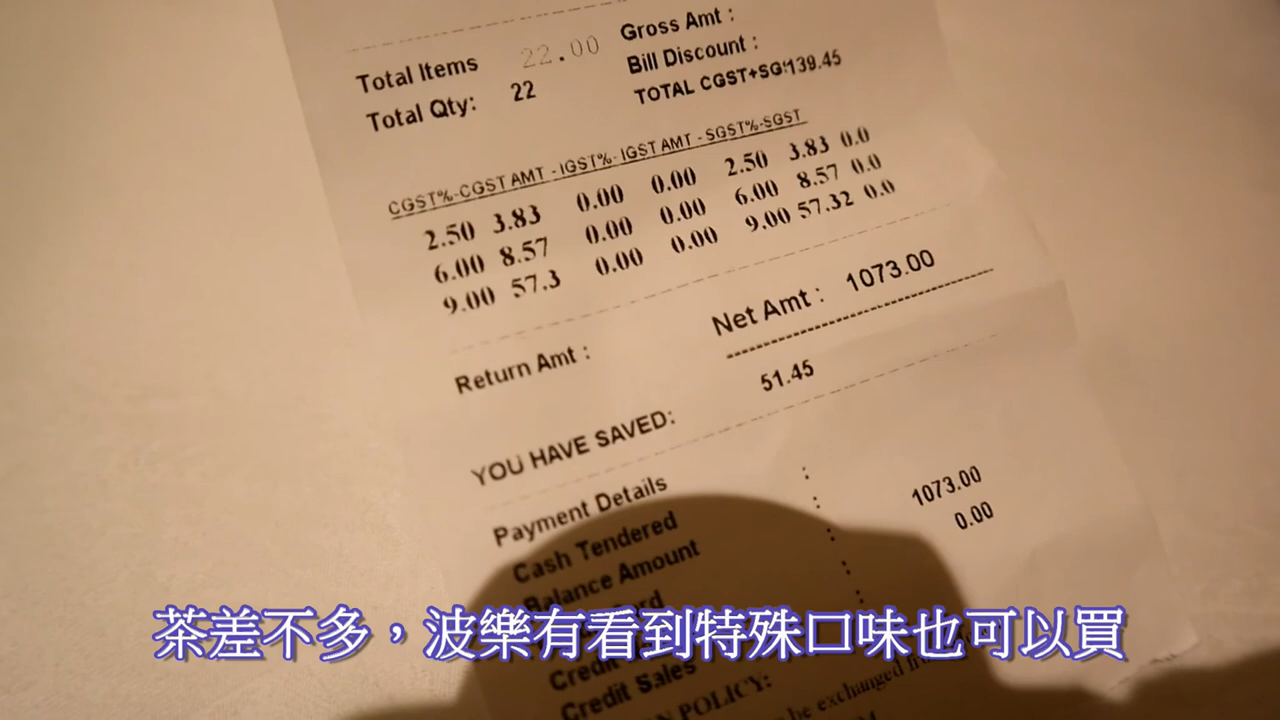 Total Items 22.00 Gross Amt :
Total Qty: 22 Bill Discount :
TOTAL CGST+SG 139.45
CGST%-CGST AMT - IGST%- IGST AMT - SGST%-SGST
2.50 3.83 0.00 0.00 2.50 3.83 0.0
6.00 8.57 0.00 0.00 6.00 8.57 0.0
9.00 57.3 0.00 0.00 9.00 57.32 0.0
Net Amt : 1073.00
Return Amt :
YOU HAVE SAVED: 51.45
Payment Details :
Cash Tendered : 1073.00
Balance Amount : 0.00
Credit
Credit Sales
POLICY:
be exchanged
茶差不多，波樂有看到特殊口味也可以買